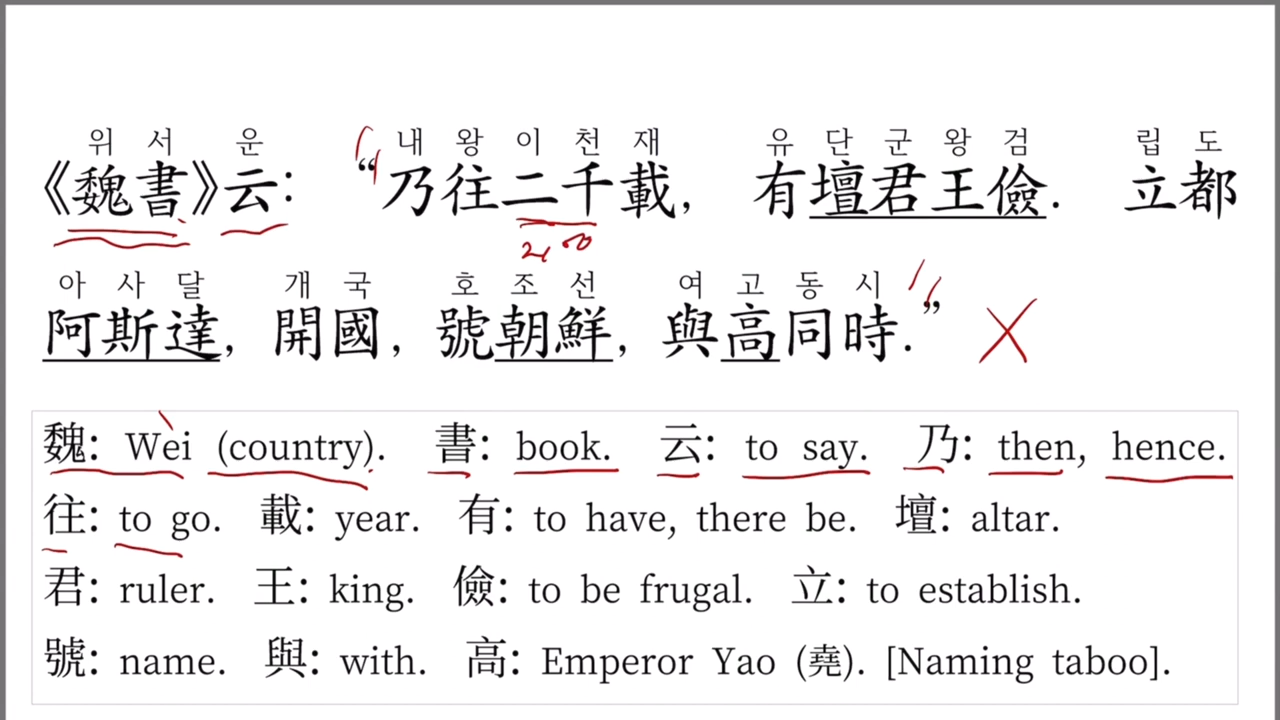 위 서 운 내 왕 이 천 재 유 단 군 왕 검 립 도
《魏書》云: “乃往二千載, 有壇君王儉. 立都
2000
아 사 달 개 국 호 조 선 여 고 동 시
阿斯達, 開國, 號朝鮮, 與高同時.”
魏: Wèi (country). 書: book. 云: to say. 乃: then, hence.
往: to go. 載: year. 有: to have, there be. 壇: altar.
君: ruler. 王: king. 儉: to be frugal. 立: to establish.
號: name. 與: with. 高: Emperor Yao (堯). [Naming taboo].